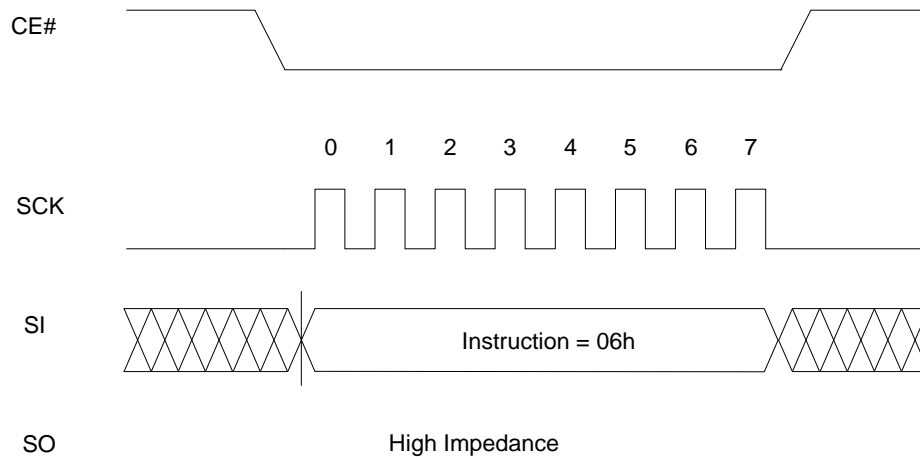 CE#
0 1 2 3 4 5 6 7
SCK
SI
Instruction = 06h
SO
High Impedance